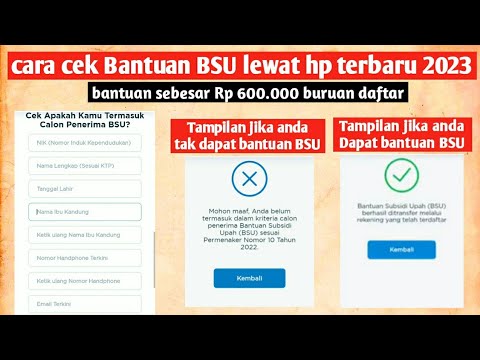 cara cek Bantuan BSU lewat hp terbaru 2023
bantuan sebesar Rp 600.000 buruan daftar
Cek Apakah Kamu Termasuk
Calon Penerima BSU?
NIK (Nomor Induk Kependudukan)
Nama Lengkap (Sesuai KTP)
Tanggal Lahir
Nama Ibu Kandung
Ketik ulang Nama Ibu Kandung
Nomor Handphone Terkini
Ketik ulang Nomor Handphone
Email Terkini
Tampilan Jika anda
tak dapat bantuan BSU
Mohon maaf, Anda belum
termasuk dalam kriteria calon
penerima Bantuan Subsidi
Upah (BSU) sesuai
Permenaker Nomor 10 Tahun
2022.
Kembali
Tampilan Jika anda
Dapat bantuan BSU
Bantuan Subsidi Upah (BSU)
berhasil ditransfer melalui
rekening yang telah terdaftar
Kembali